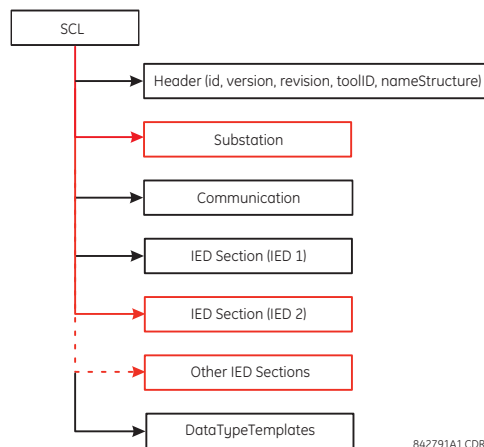 SCL
Header (id, version, revision, toolID, nameStructure)
Substation
Communication
IED Section (IED 1)
IED Section (IED 2)
Other IED Sections
DataTypeTemplates
842791A1.CDR